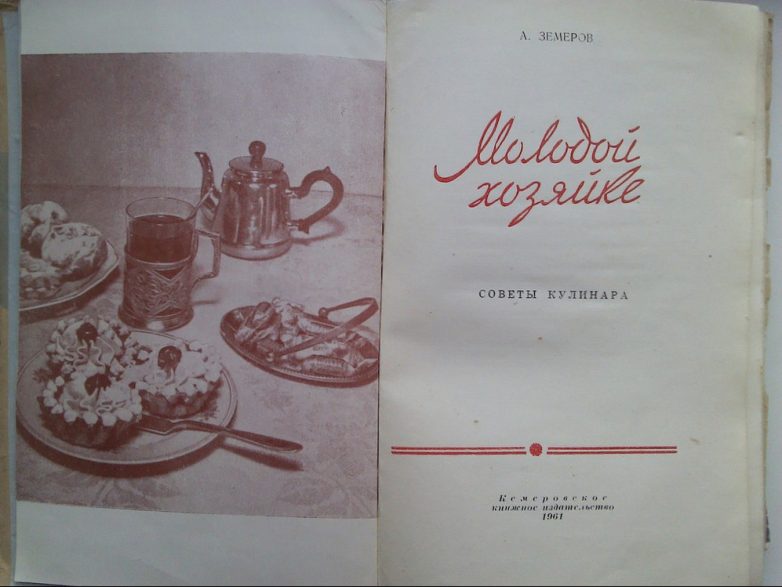 А. ЗЕМЕРОВ
Молодой
хозяйке
СОВЕТЫ КУЛИНАРА
Кемеровское
книжное издательство
1961